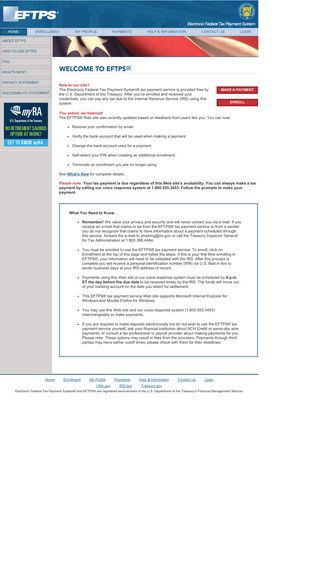 EFTPS®
Electronic Federal Tax Payment System
HOME ENROLLMENT MY PROFILE PAYMENTS HELP & INFORMATION CONTACT US LOGIN
ABOUT EFTPS
HOW TO USE EFTPS
FAQ
WHAT'S NEW?
PRIVACY STATEMENT
ACCESSIBILITY STATEMENT
myRA
U.S. Department of the Treasury
NO RETIREMENT SAVINGS
OPTION AT WORK?
GET TO KNOW myRA
WELCOME TO EFTPS®
New to our site?
The Electronic Federal Tax Payment System® tax payment service is provided free by
the U.S. Department of the Treasury. After you've enrolled and received your
credentials, you can pay any tax due to the Internal Revenue Service (IRS) using this
system.
MAKE A PAYMENT
ENROLL
You asked, we listened!
The EFTPS® Web site was recently updated based on feedback from users like you. You can now:
Receive your confirmation by email.
Verify the bank account that will be used when making a payment
Change the bank account used for a payment
Self-select your PIN when creating an additional enrollment
Terminate an enrollment you are no longer using
See What's New for complete details.
Please note: Your tax payment is due regardless of this Web site's availability. You can always make a tax
payment by calling our voice response system at 1.800.555.3453. Follow the prompts to make your
payment.
What You Need to Know
Remember! We value your privacy and security and will never contact you via e-mail. If you
receive an e-mail that claims to be from the EFTPS® tax payment service or from a sender
you do not recognize that claims to have information about a payment scheduled through
this service, forward the e-mail to phishing@irs.gov or call the Treasury Inspector General
for Tax Administration at 1.800.366.4484.
You must be enrolled to use the EFTPS® tax payment service. To enroll, click on
Enrollment at the top of this page and follow the steps. If this is your first time enrolling in
EFTPS®, your information will need to be validated with the IRS. After this process is
complete you will receive a personal identification number (PIN) via U.S. Mail in five to
seven business days at your IRS address of record.
Payments using this Web site or our voice response system must be scheduled by 8 p.m.
ET the day before the due date to be received timely by the IRS. The funds will move out
of your banking account on the date you select for settlement.
This EFTPS® tax payment service Web site supports Microsoft Internet Explorer for
Windows and Mozilla Firefox for Windows.
You may use this Web site and our voice response system (1.800.555.3453)
interchangeably to make payments.
If you are required to make deposits electronically but do not wish to use the EFTPS® tax
payment service yourself, ask your financial institution about ACH Credit or same-day wire
payments, or consult a tax professional or payroll provider about making payments for you.
Please note: These options may result in fees from the providers. Payments through third
parties may have earlier cutoff times; please check with them for their deadlines.
Home Enrollment My Profile Payments Help & Information Contact Us Login
USA.gov IRS.gov Treasury.gov
Electronic Federal Tax Payment System® and EFTPS® are registered servicemarks of the U.S. Department of the Treasury's Financial Management Service.